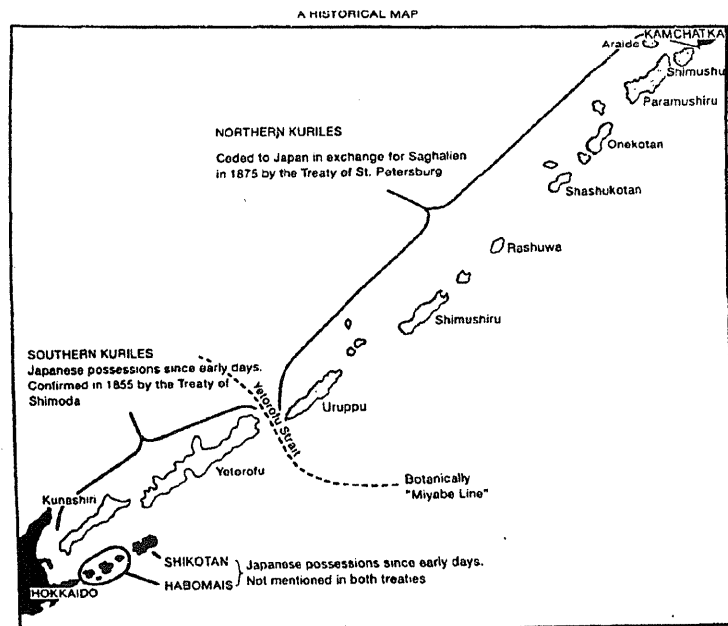 A HISTORICAL MAP
KAMCHATKA
Araide
Shimushu
Paramushiru
NORTHERN KURILES
Ceded to Japan in exchange for Saghalien
in 1875 by the Treaty of St. Petersburg
Onekotan
Shashukotan
Rashuwa
Shimushiru
SOUTHERN KURILES
Japanese possessions since early days.
Confirmed in 1855 by the Treaty of
Shimoda
Uruppu
Yetorofu Strait
Yetorofu
Botanically
"Miyabe Line"
Kunashiri
SHIKOTAN
HABOMAIS
Japanese possessions since early days.
Not mentioned in both treaties
HOKKAIDO